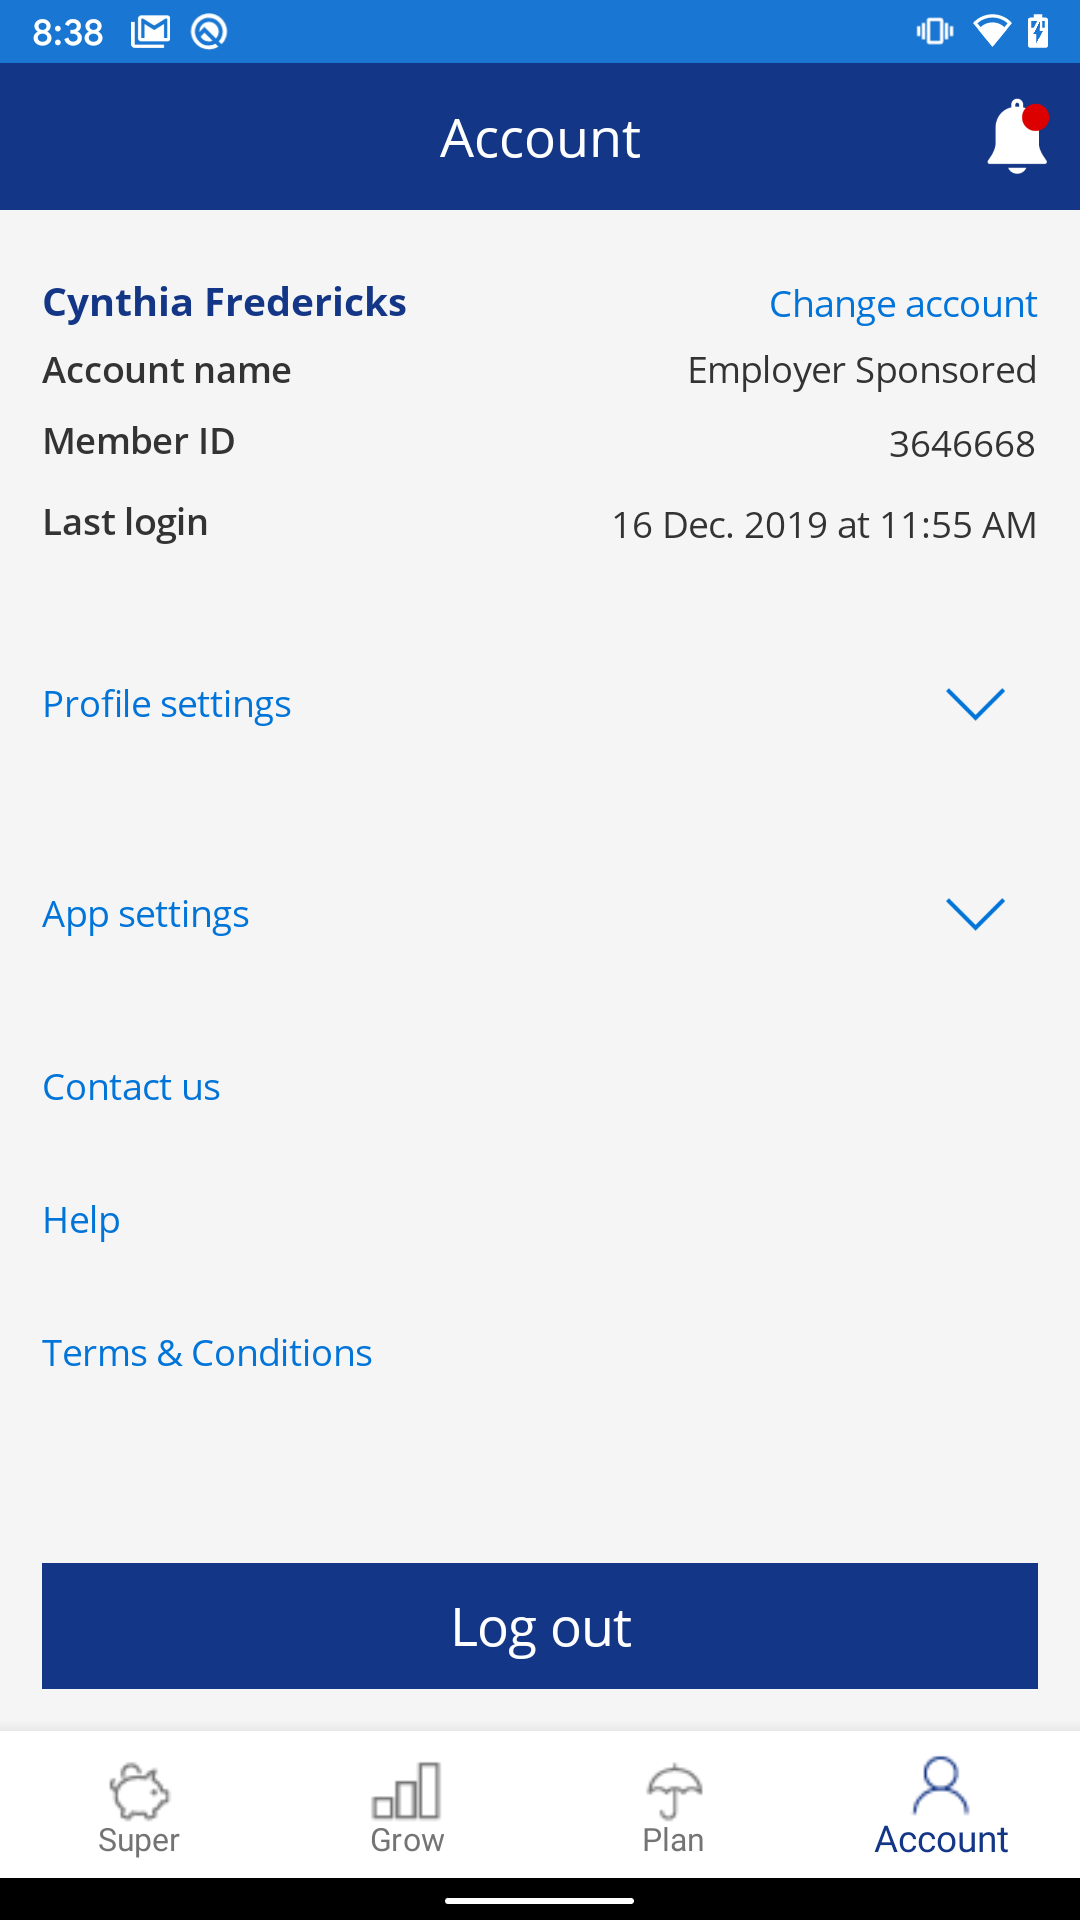 8:38
Account
Cynthia Fredericks Change account
Account name Employer Sponsored
Member ID 3646668
Last login 16 Dec. 2019 at 11:55 AM
Profile settings
App settings
Contact us
Help
Terms & Conditions
Log out
Super Grow Plan Account